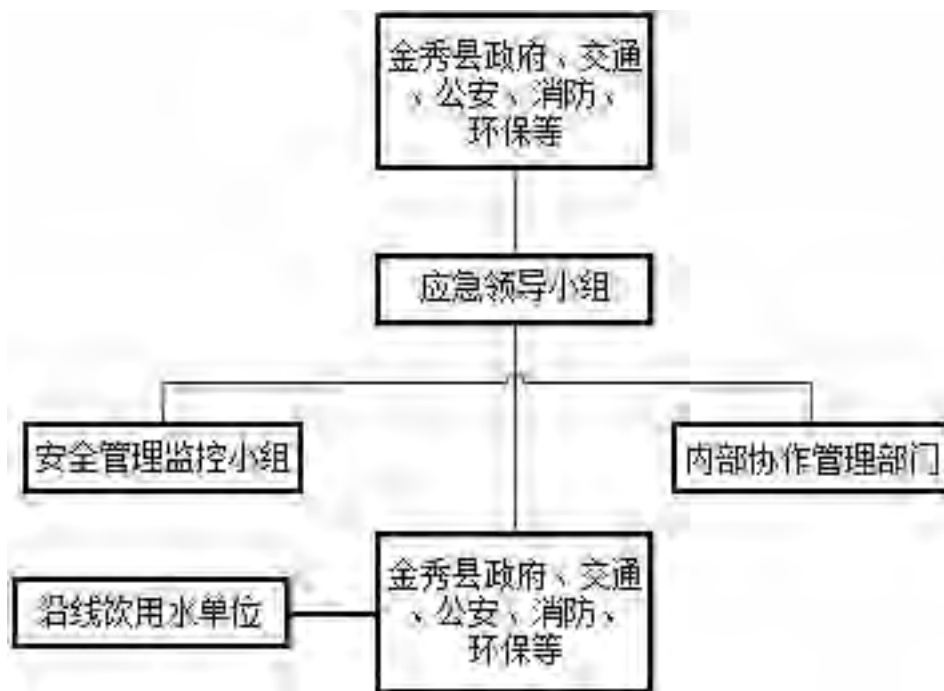 金秀县政府、交通
、公安、消防、
环保等
应急领导小组
安全管理监控小组
内部协作管理部门
沿线饮用水单位
金秀县政府、交通
、公安、消防、
环保等